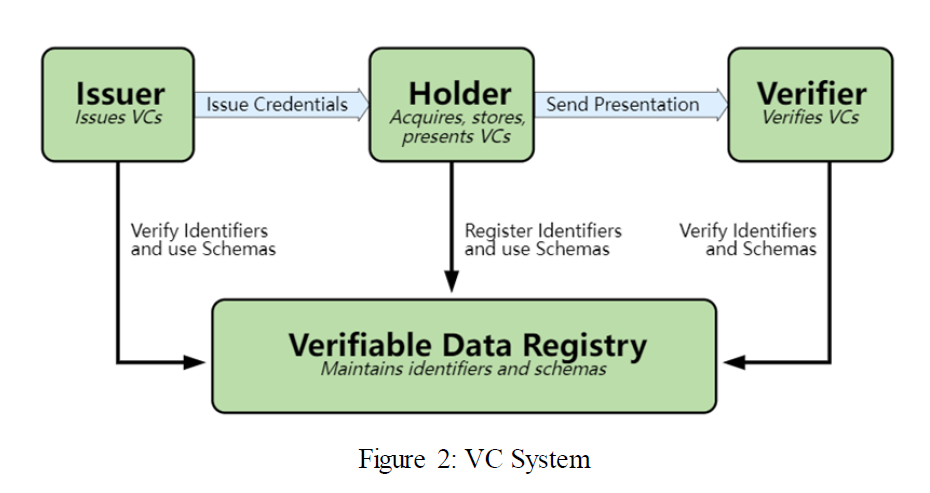 Issuer
Issues VCs
Issue Credentials
Holder
Acquires, stores,
presents VCs
Send Presentation
Verifier
Verifies VCs
Verify Identifiers
and use Schemas
Register Identifiers
and use Schemas
Verify Identifiers
and Schemas
Verifiable Data Registry
Maintains identifiers and schemas
Figure 2: VC System